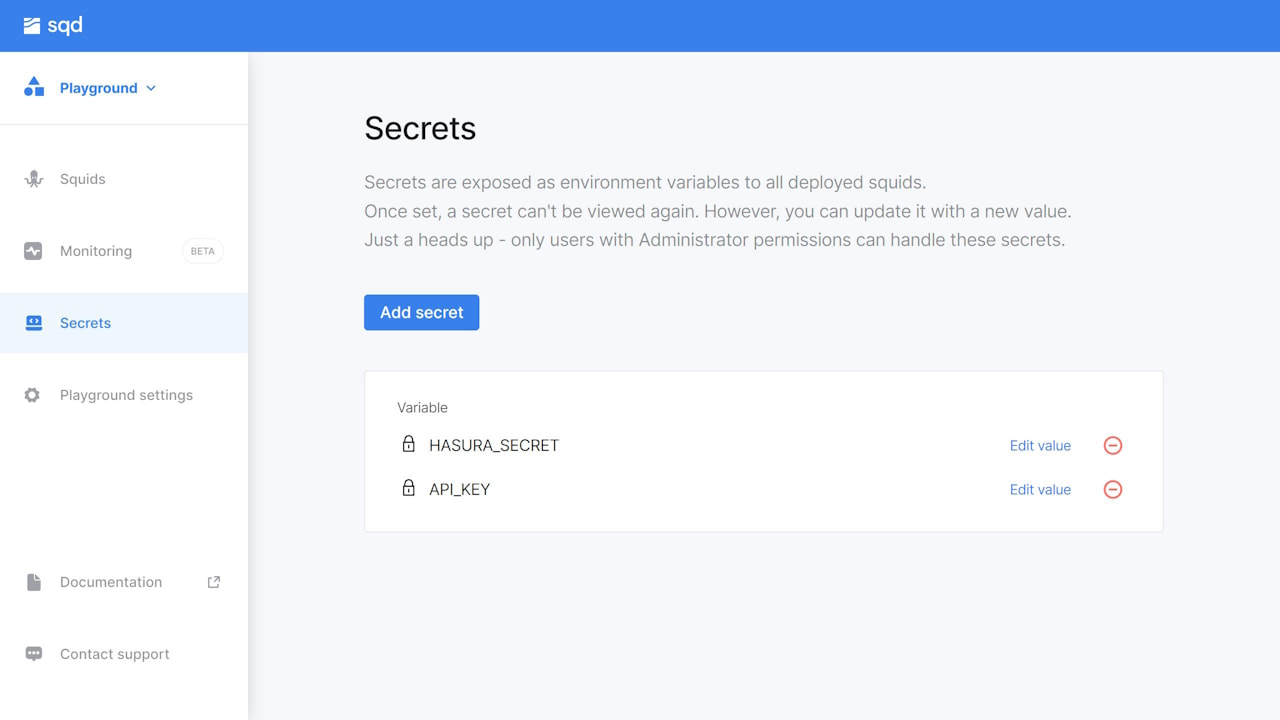 sqd
Playground
Squids
Monitoring BETA
Secrets
Playground settings
Documentation
Contact support
Secrets
Secrets are exposed as environment variables to all deployed squids.
Once set, a secret can't be viewed again. However, you can update it with a new value.
Just a heads up - only users with Administrator permissions can handle these secrets.
Add secret
Variable
HASURA_SECRET Edit value
API_KEY Edit value